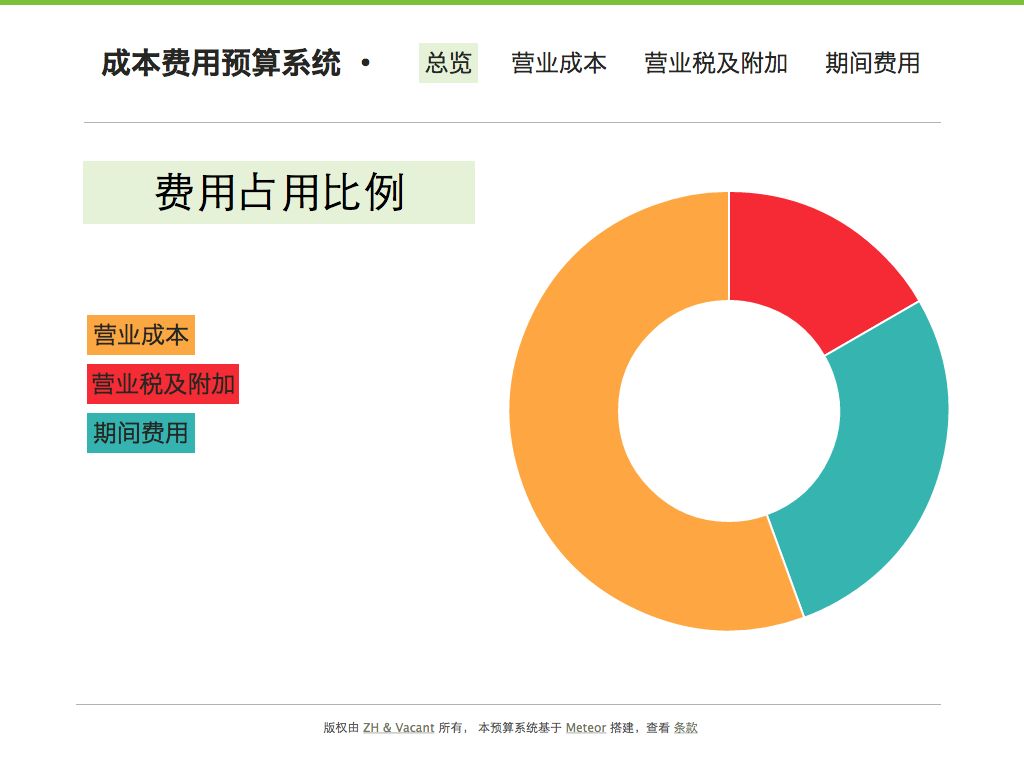 成本费用预算系统 • 总览 营业成本 营业税及附加 期间费用
费用占用比例
营业成本
营业税及附加
期间费用
版权由 ZH & Vacant 所有， 本预算系统基于 Meteor 搭建，查看 条款